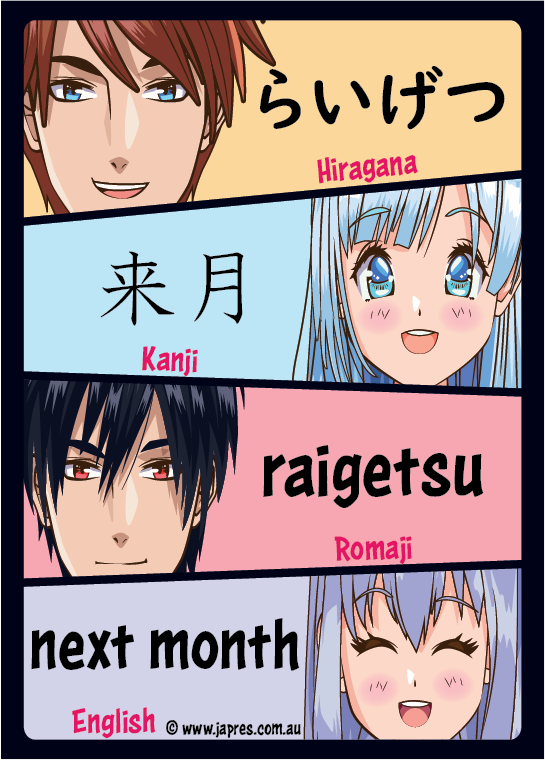 らいげつ
Hiragana
来月
Kanji
raigetsu
Romaji
next month
English © www.japres.com.au